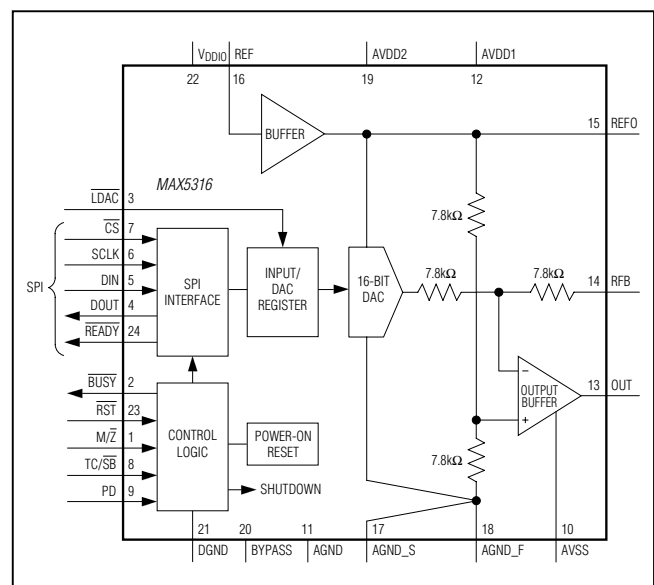 VDDIO REF AVDD2 AVDD1
22 16 19 12
BUFFER
15 REFO
MAX5316
LDAC 3
7.8kΩ
CS 7
SCLK 6
DIN 5
DOUT 4
READY 24
SPI
SPI
INTERFACE
INPUT/
DAC
REGISTER
16-BIT
DAC
7.8kΩ
7.8kΩ
14 RFB
BUSY 2
RST 23
M/Z 1
TC/SB 8
PD 9
CONTROL
LOGIC
POWER-ON
RESET
SHUTDOWN
−
OUTPUT
BUFFER
+
13 OUT
7.8kΩ
21 20 11 17 18 10
DGND BYPASS AGND AGND_S AGND_F AVSS